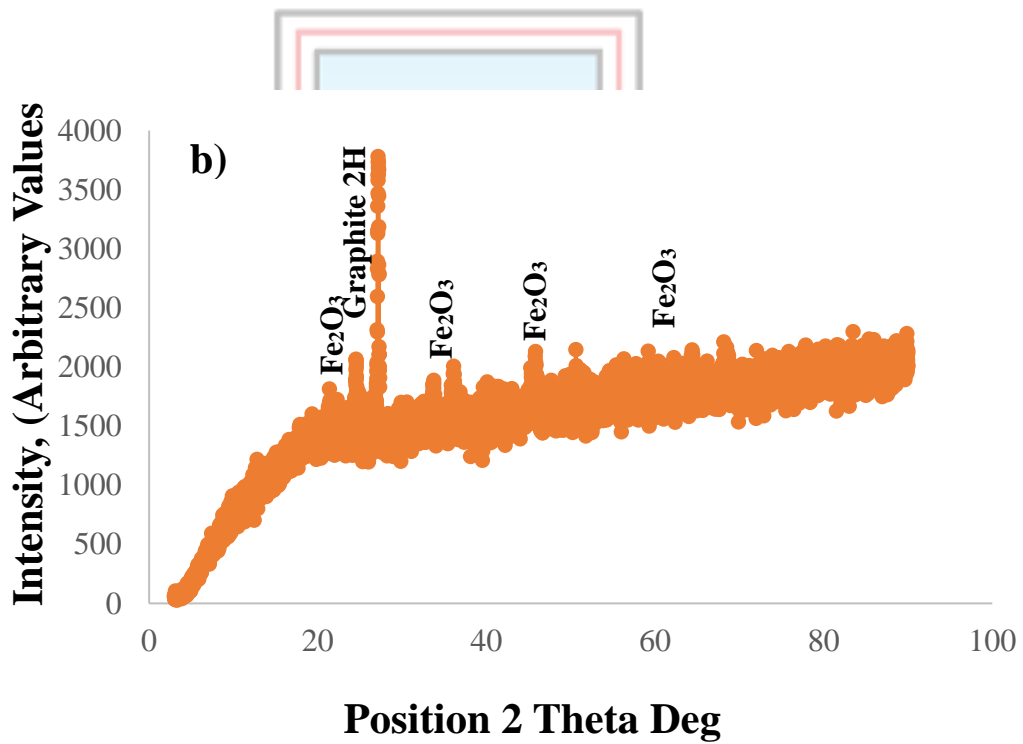 b)
Intensity, (Arbitrary Values
4000
3500
3000
2500
2000
1500
1000
500
0
Fe₂O₃
Graphite 2H
Fe₂O₃
Fe₂O₃
Fe₂O₃
0 20 40 60 80 100
Position 2 Theta Deg